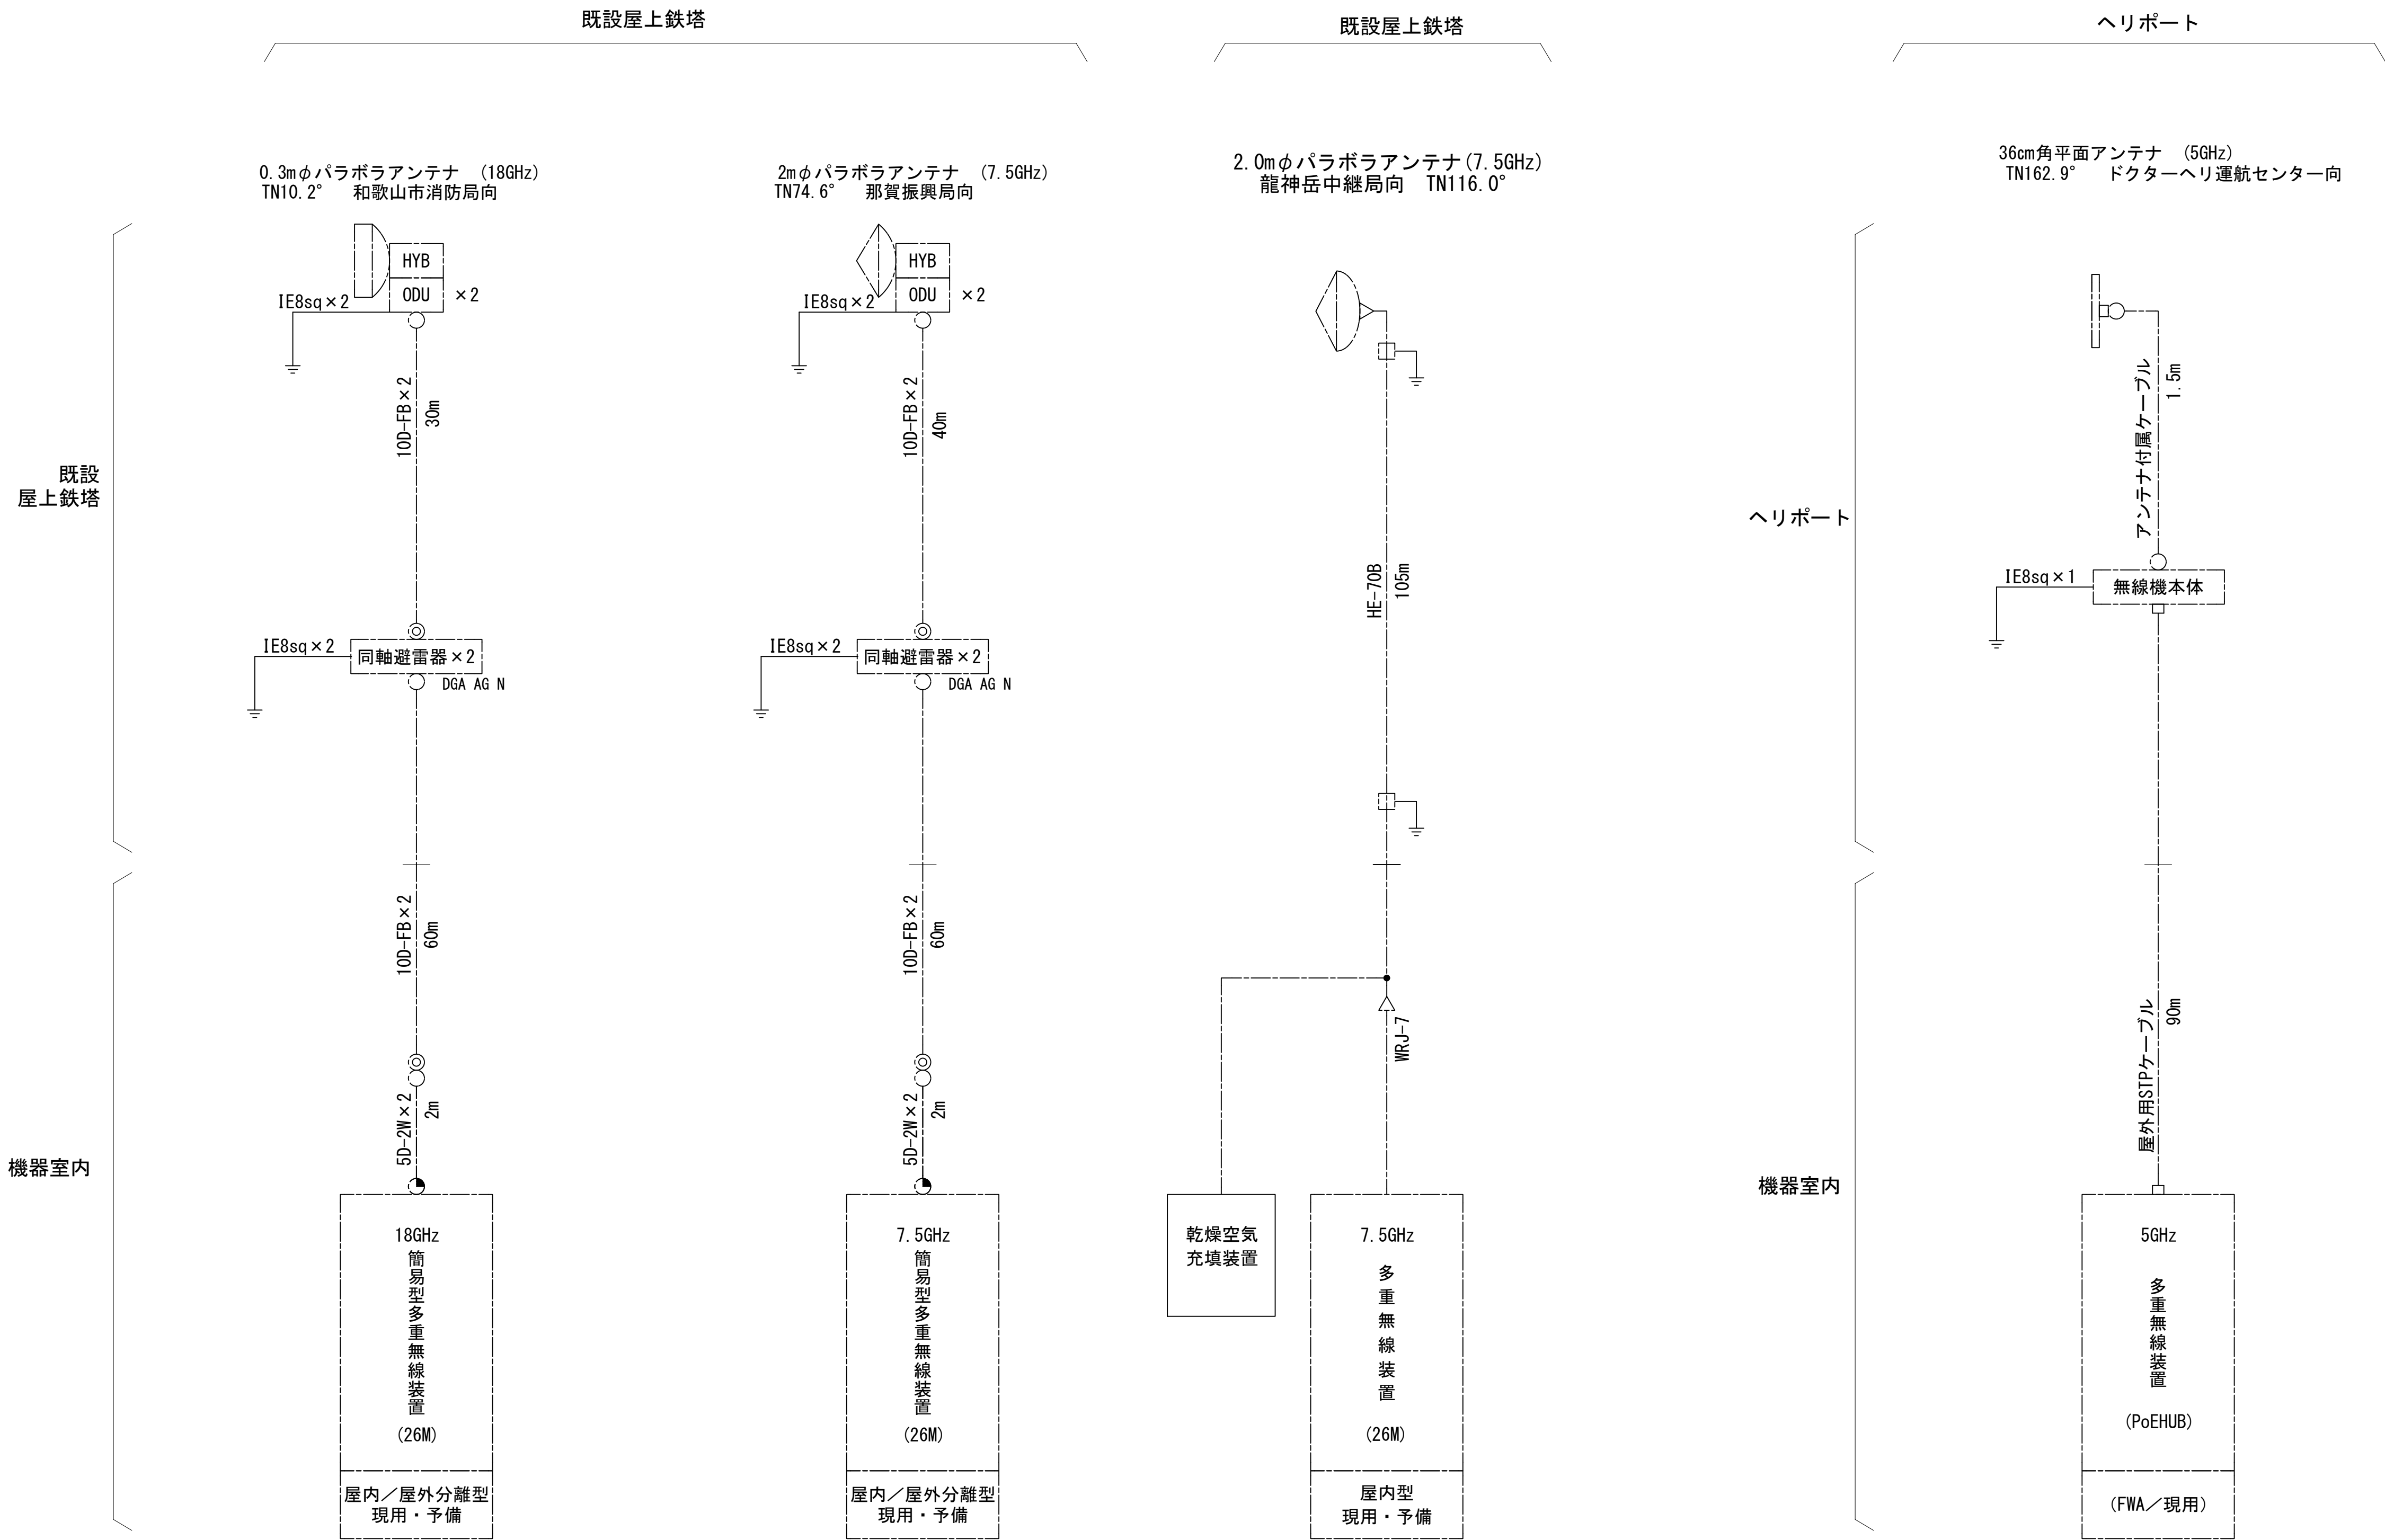 既設屋上鉄塔
既設屋上鉄塔
ヘリポート
0.3mφパラボラアンテナ (18GHz)
TN10.2° 和歌山市消防局向
2mφパラボラアンテナ (7.5GHz)
TN74.6° 那賀振興局向
2.0mφパラボラアンテナ(7.5GHz)
龍神岳中継局向 TN116.0°
36cm角平面アンテナ (5GHz)
TN162.9° ドクターヘリ運航センター向
既設
屋上鉄塔
HYB
ODU
×2
IE8sq×2
10D-FB×2
30m
IE8sq×2
同軸避雷器×2
DGA AG N
HYB
ODU
×2
IE8sq×2
10D-FB×2
40m
IE8sq×2
同軸避雷器×2
DGA AG N
HE-70B
105m
ヘリポート
アンテナ付属ケーブル
1.5m
IE8sq×1
無線機本体
機器室内
10D-FB×2
60m
5D-2W×2
2m
18GHz
簡易型多重無線装置
(26M)
屋内／屋外分離型
現用・予備
10D-FB×2
60m
5D-2W×2
2m
7.5GHz
簡易型多重無線装置
(26M)
屋内／屋外分離型
現用・予備
WRJ-7
乾燥空気
充填装置
7.5GHz
多重無線装置
(26M)
屋内型
現用・予備
機器室内
屋外用STPケーブル
90m
5GHz
多重無線装置
(PoEHUB)
(FWA／現用)